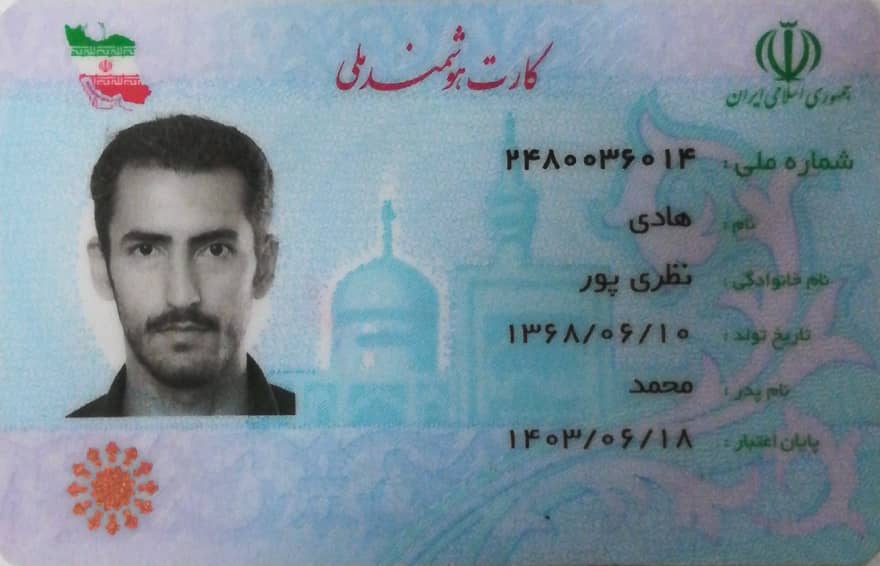 کارت هوشمند ملی
جمهوری اسلامی ایران
شماره ملی: ۲۴۸۰۰۳۶۰۱۴
نام: هادی
نام خانوادگی: نظری پور
تاریخ تولد: ۱۳۶۸/۰۶/۱۰
نام پدر: محمد
پایان اعتبار: ۱۴۰۳/۰۶/۱۸